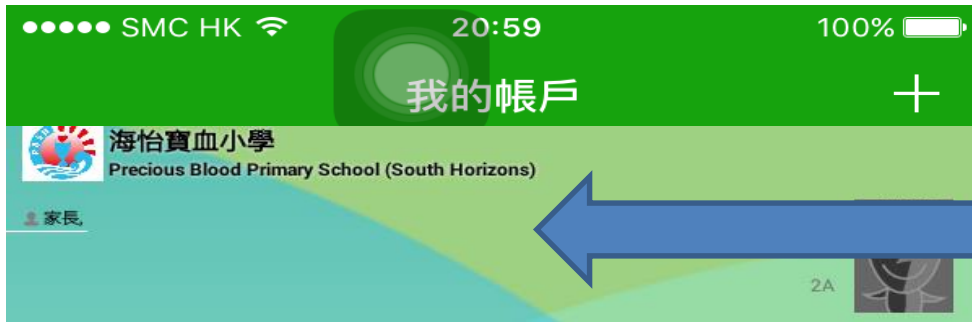 SMC HK 20:59 100%
我的帳戶
海怡寶血小學
Precious Blood Primary School (South Horizons)
家長,
2A